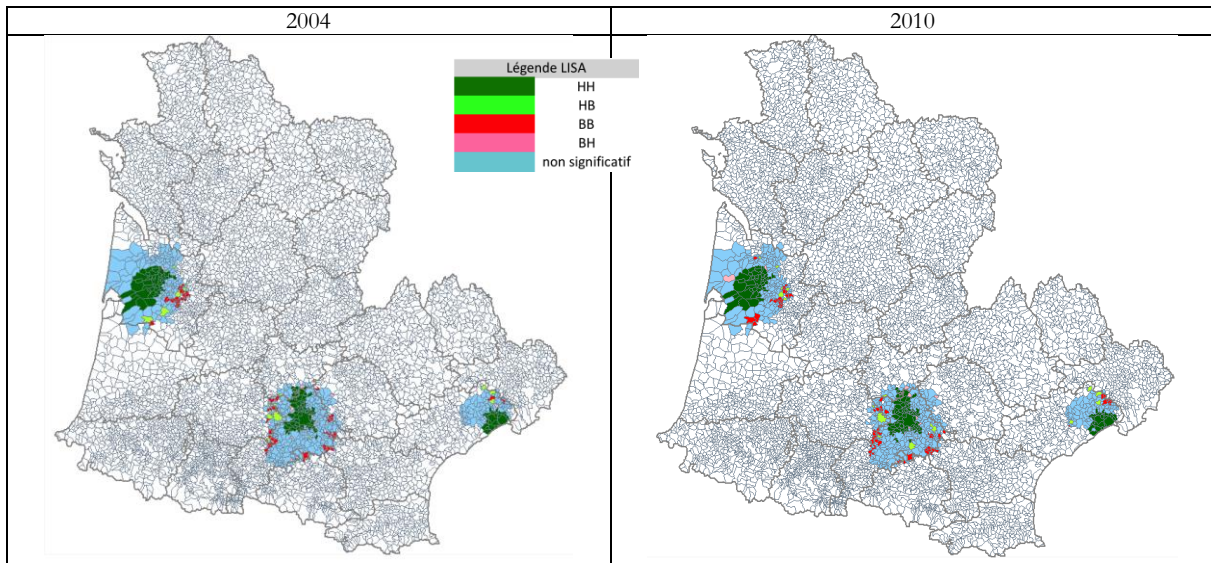 2004
2010
Légende LISA
HH
HB
BB
BH
non significatif